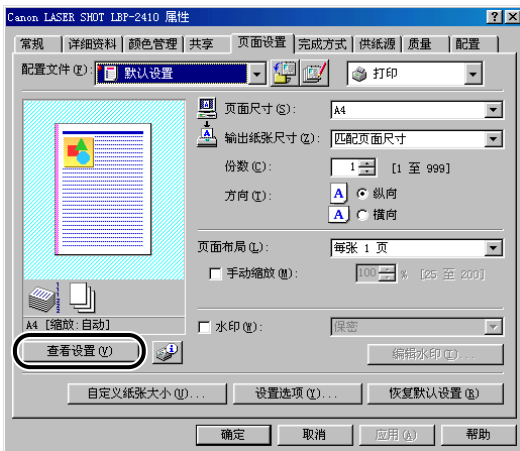 Canon LASER SHOT LBP-2410 属性
常规 详细资料 颜色管理 共享 页面设置 完成方式 供纸源 质量 配置
配置文件(F): 默认设置 打印
页面尺寸(S): A4
输出纸张尺寸(Z): 匹配页面尺寸
份数(C): 1 [1 至 999]
方向(T): 纵向
横向
页面布局(L): 每张 1 页
手动缩放(M): 100 % [25 至 200]
A4 [缩放:自动]
水印(W): 保密
查看设置(V) 编辑水印(I)...
自定义纸张大小(U)... 设置选项(Y)... 恢复默认设置(R)
确定 取消 应用(A) 帮助